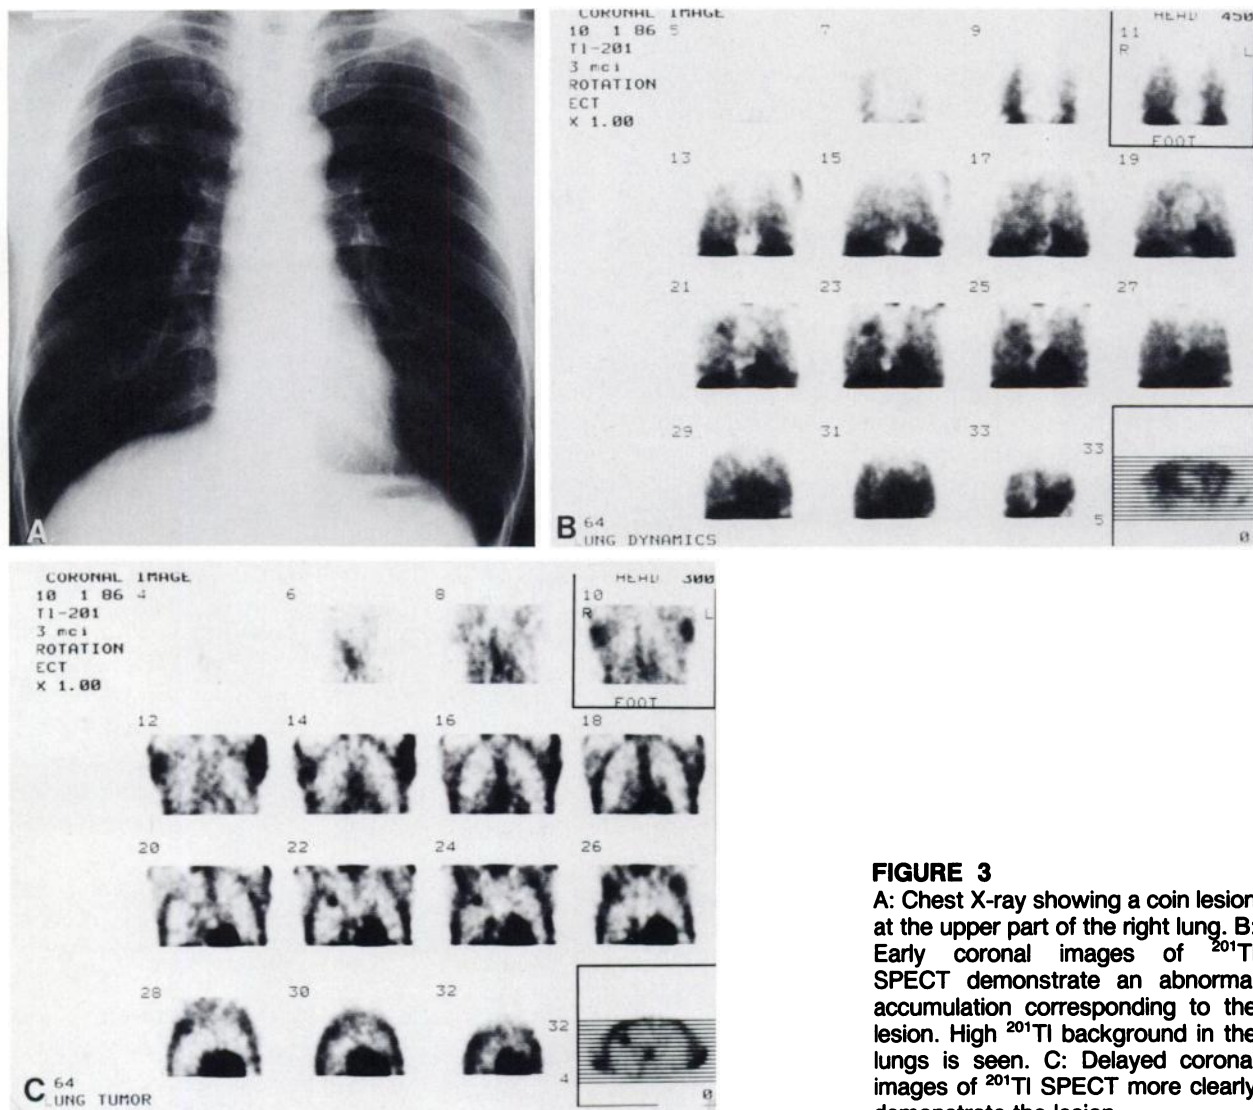 A
CORONAL IMAGE
10 1 86 5 7 9
Tl-201
3 mci
ROTATION
ECT
X 1.00
HEAD 450
11
R L
FOOT
13 15 17 19
21 23 25 27
29 31 33
33
5
0
B 64
LUNG DYNAMICS
CORONAL IMAGE
10 1 86 4 6 8
Tl-201
3 mci
ROTATION
ECT
X 1.00
HEAD 300
10
R L
FOOT
12 14 16 18
20 22 24 26
28 30 32
32
4
0
C 64
LUNG TUMOR
FIGURE 3
A: Chest X-ray showing a coin lesion
at the upper part of the right lung. B:
Early coronal images of ²⁰¹Tl
SPECT demonstrate an abnormal
accumulation corresponding to the
lesion. High ²⁰¹Tl background in the
lungs is seen. C: Delayed coronal
images of ²⁰¹Tl SPECT more clearly
demonstrate the lesion